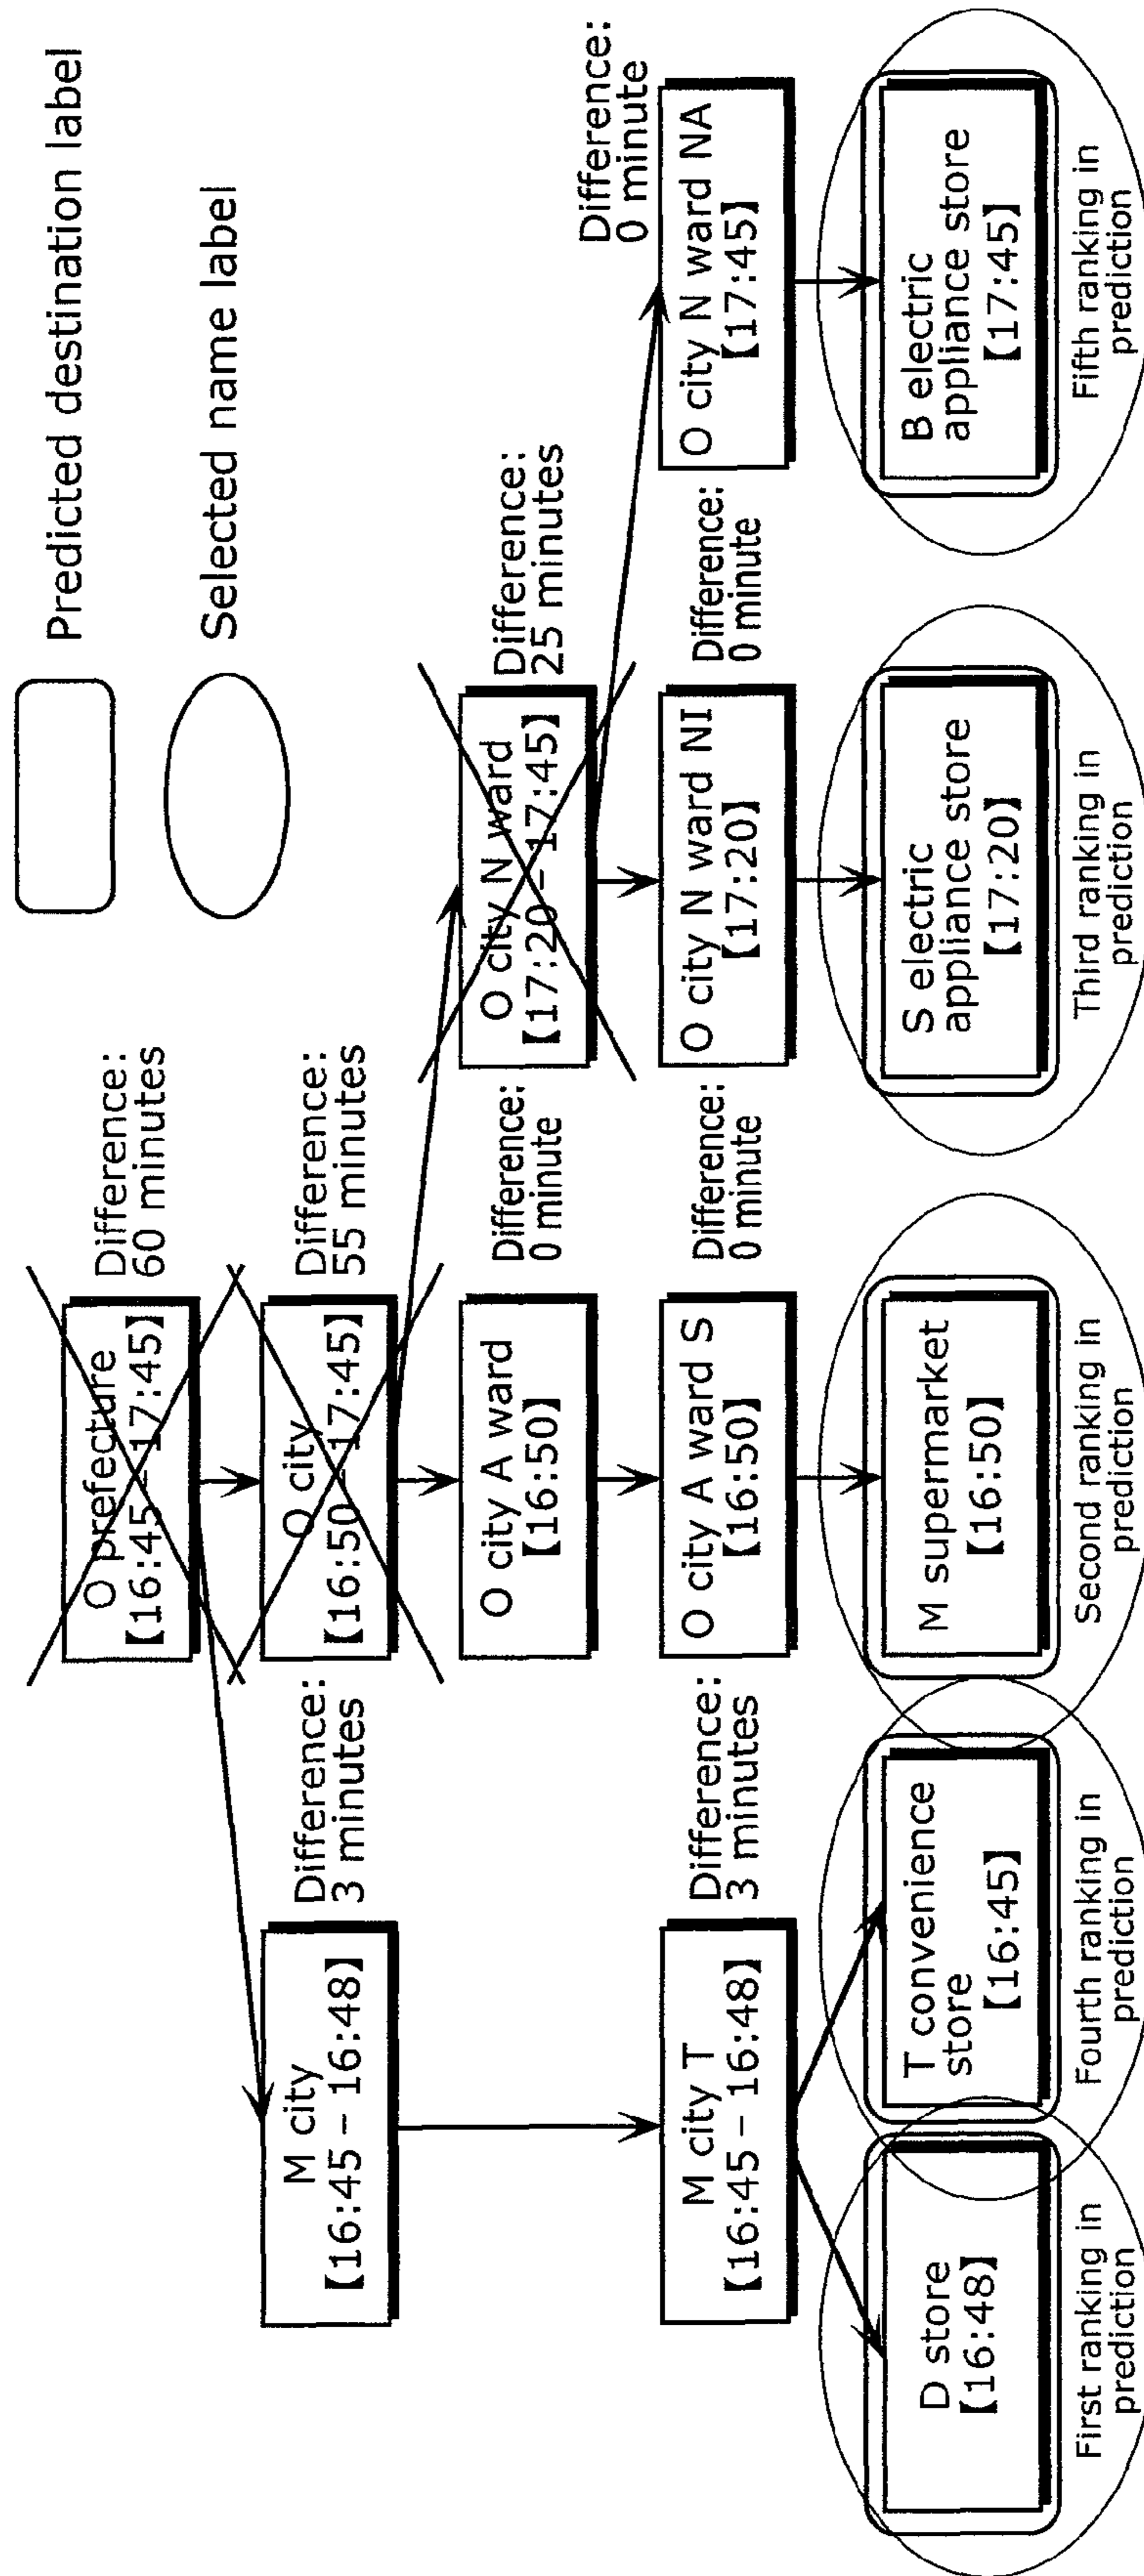 Predicted destination label
Selected name label
O prefecture
【16:45–17:45】
Difference:
60 minutes
M city
【16:45–16:48】
Difference:
3 minutes
O city
【16:50–17:45】
Difference:
55 minutes
O city A ward
【16:50】
Difference:
0 minute
O city N ward
【17:20–17:45】
Difference:
25 minutes
M city T
【16:45–16:48】
Difference:
3 minutes
O city A ward S
【16:50】
Difference:
0 minute
O city N ward NI
【17:20】
Difference:
0 minute
O city N ward NA
【17:45】
Difference:
0 minute
D store
【16:48】
First ranking in
prediction
T convenience
store
【16:45】
Fourth ranking in
prediction
M supermarket
【16:50】
Second ranking in
prediction
S electric
appliance store
【17:20】
Third ranking in
prediction
B electric
appliance store
【17:45】
Fifth ranking in
prediction